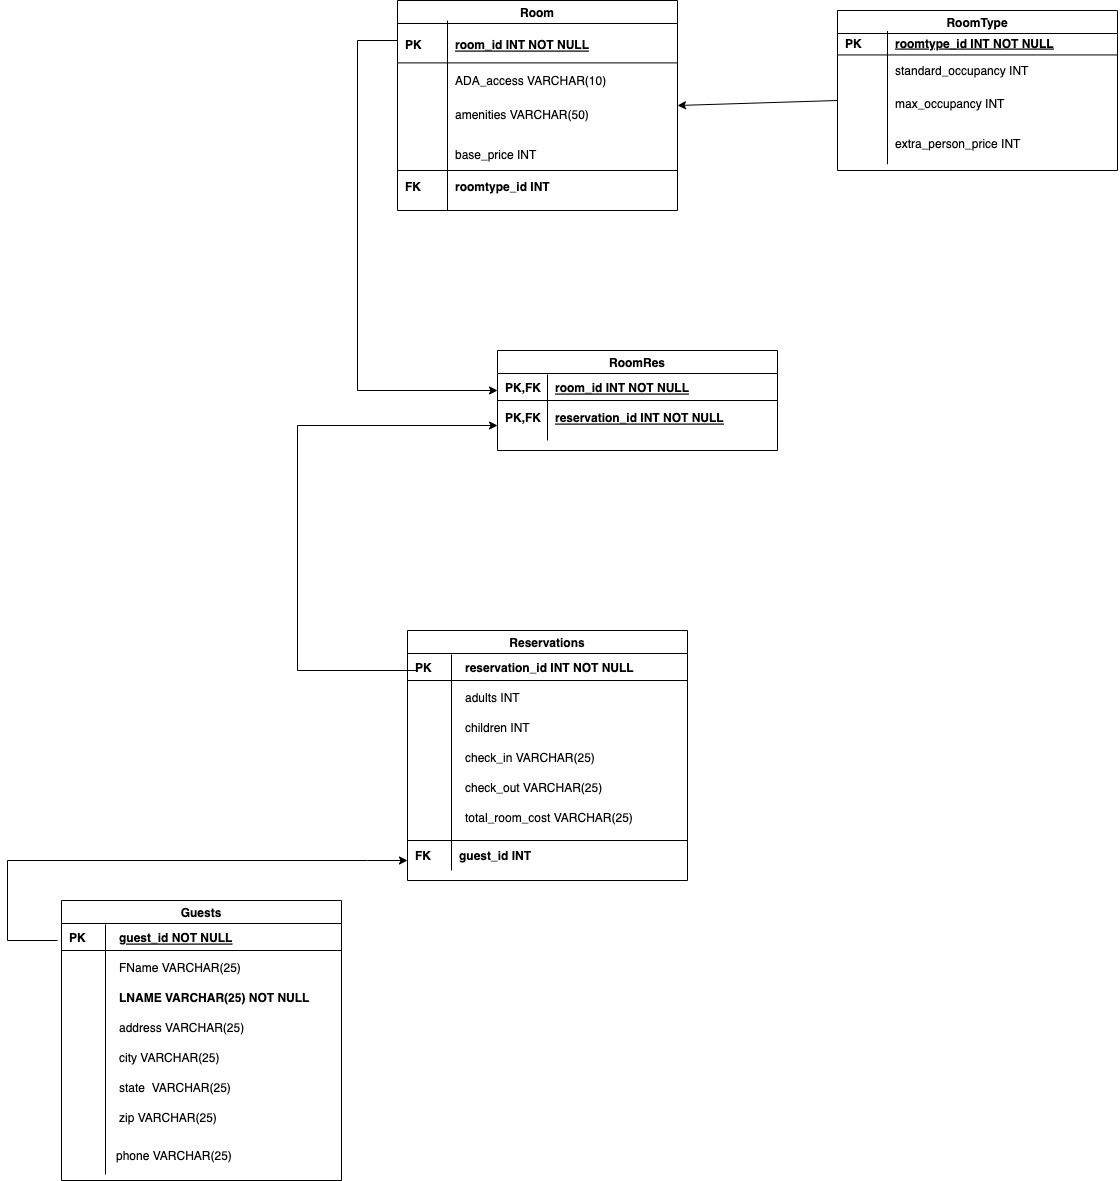 Room
PK room_id INT NOT NULL
ADA_access VARCHAR(10)
amenities VARCHAR(50)
base_price INT
FK roomtype_id INT
RoomType
PK roomtype_id INT NOT NULL
standard_occupancy INT
max_occupancy INT
extra_person_price INT
RoomRes
PK,FK room_id INT NOT NULL
PK,FK reservation_id INT NOT NULL
Reservations
PK reservation_id INT NOT NULL
adults INT
children INT
check_in VARCHAR(25)
check_out VARCHAR(25)
total_room_cost VARCHAR(25)
FK guest_id INT
Guests
PK guest_id NOT NULL
FName VARCHAR(25)
LNAME VARCHAR(25) NOT NULL
address VARCHAR(25)
city VARCHAR(25)
state VARCHAR(25)
zip VARCHAR(25)
phone VARCHAR(25)